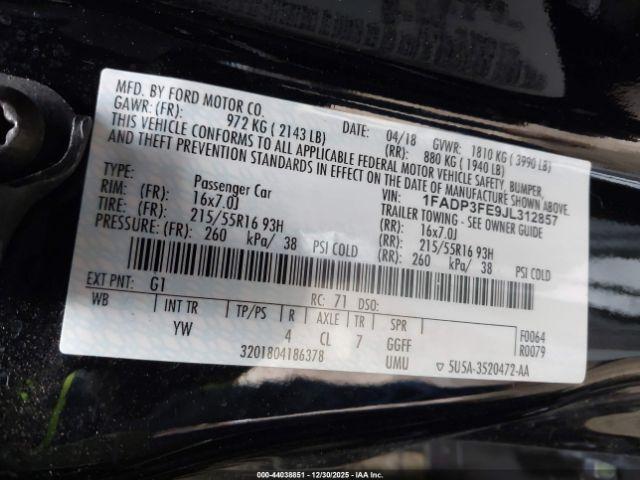 MFD. BY FORD MOTOR CO.
DATE: 04/18 GVWR: 1810 KG ( 3990 LB)
GAWR: (FR): 972 KG ( 2143 LB) (RR): 880 KG ( 1940 LB)
THIS VEHICLE CONFORMS TO ALL APPLICABLE FEDERAL MOTOR VEHICLE SAFETY, BUMPER,
AND THEFT PREVENTION STANDARDS IN EFFECT ON THE DATE OF MANUFACTURE SHOWN ABOVE.
VIN: 1FADP3FE9JL312857
TYPE: Passenger Car TRAILER TOWING - SEE OWNER GUIDE
RIM: (FR): 16x7.0J (RR): 16x7.0J
TIRE: (FR): 215/55R16 93H (RR): 215/55R16 93H
PRESSURE: (FR): 260 kPa/ 38 PSI COLD (RR): 260 kPa/ 38 PSI COLD
EXT PNT: G1 RC: 71 DSO:
WB INT TR TP/PS R AXLE TR SPR F0064
YW 4 CL 7 GGFF R0079
3201804186378 UMU 5U5A-3520472-AA
000-44038851 - 12/30/2025 - IAA Inc.